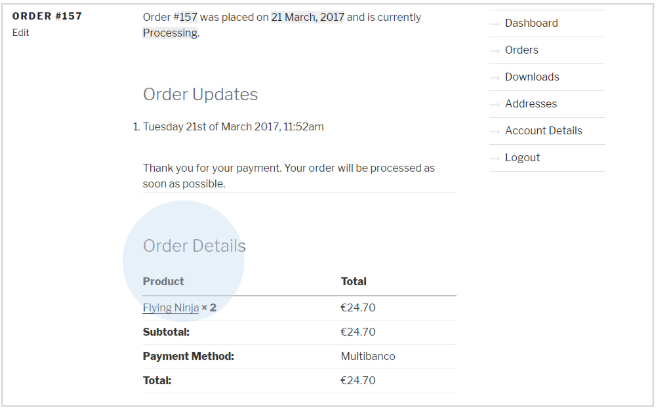 ORDER #157
Edit
Order #157 was placed on 21 March, 2017 and is currently
Processing.
Order Updates
1. Tuesday 21st of March 2017, 11:52am
Thank you for your payment. Your order will be processed as
soon as possible.
Order Details
Product Total
Flying Ninja × 2 €24.70
Subtotal: €24.70
Payment Method: Multibanco
Total: €24.70
→ Dashboard
→ Orders
→ Downloads
→ Addresses
→ Account Details
→ Logout